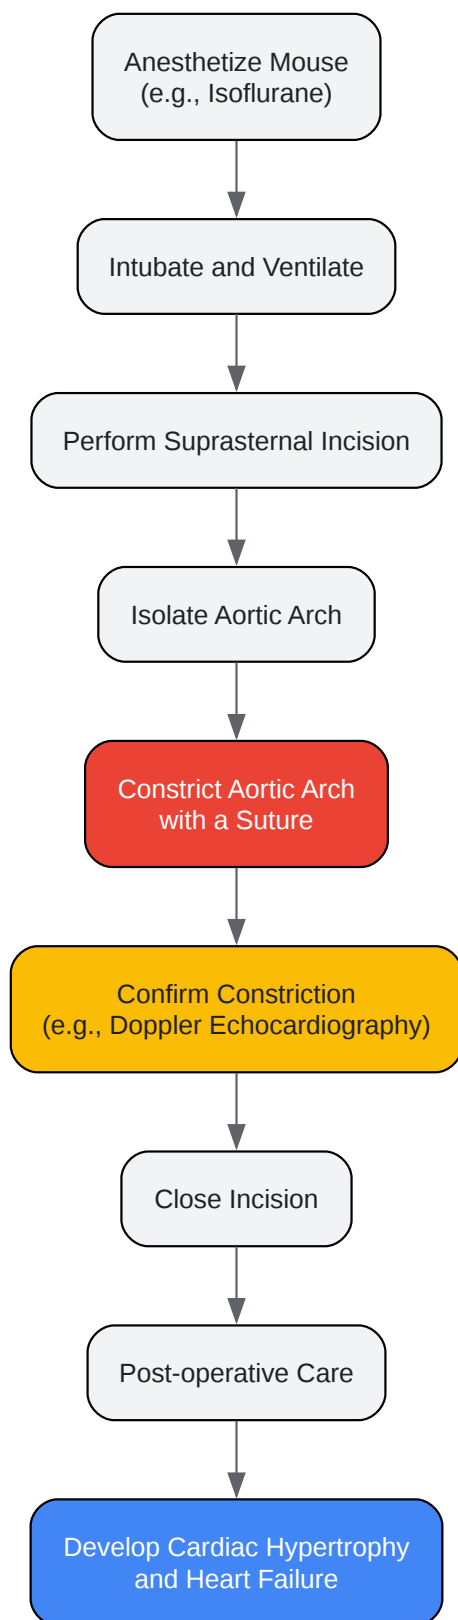 Anesthetize Mouse
(e.g., Isoflurane)
Intubate and Ventilate
Perform Suprasternal Incision
Isolate Aortic Arch
Constrict Aortic Arch
with a Suture
Confirm Constriction
(e.g., Doppler Echocardiography)
Close Incision
Post-operative Care
Develop Cardiac Hypertrophy
and Heart Failure